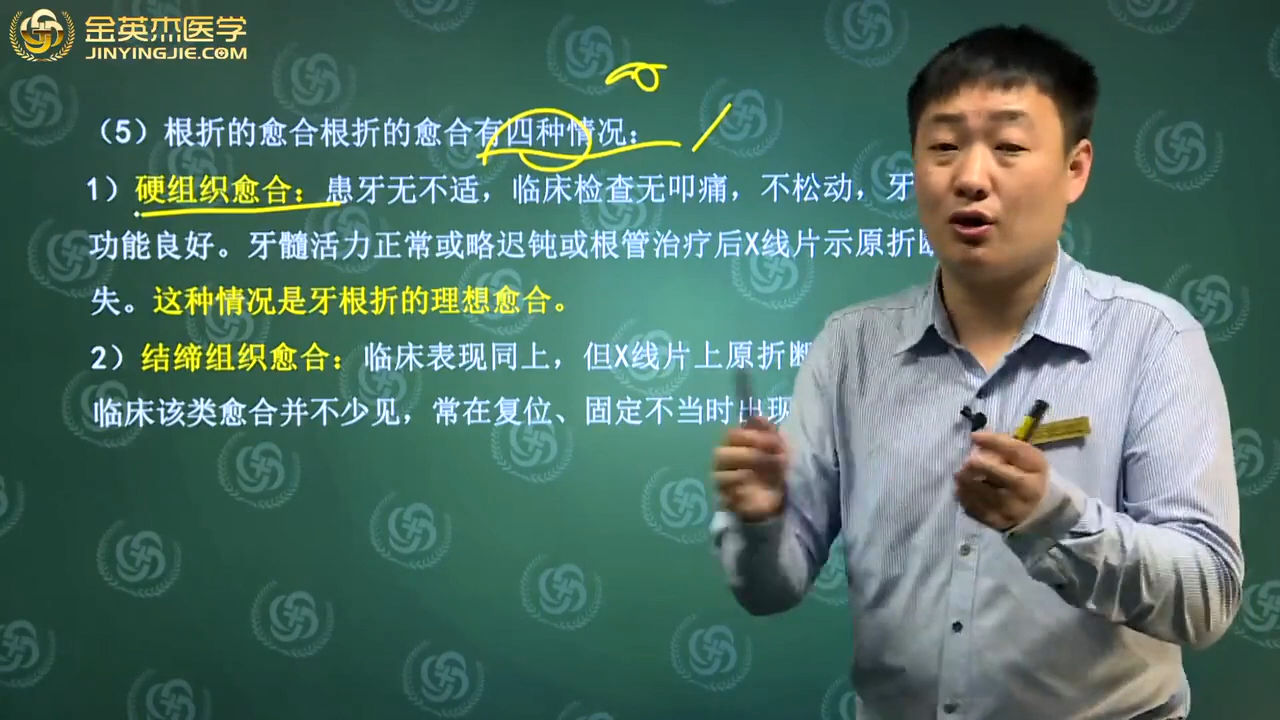 金英杰医学
JINYINGJIE.COM
（5）根折的愈合根折的愈合有四种情况：
1）硬组织愈合：患牙无不适，临床检查无叩痛，不松动，牙
功能良好。牙髓活力正常或略迟钝或根管治疗后X线片示原折断
失。这种情况是牙根折的理想愈合。
2）结缔组织愈合：临床表现同上，但X线片上原折断
临床该类愈合并不少见，常在复位、固定不当时出现